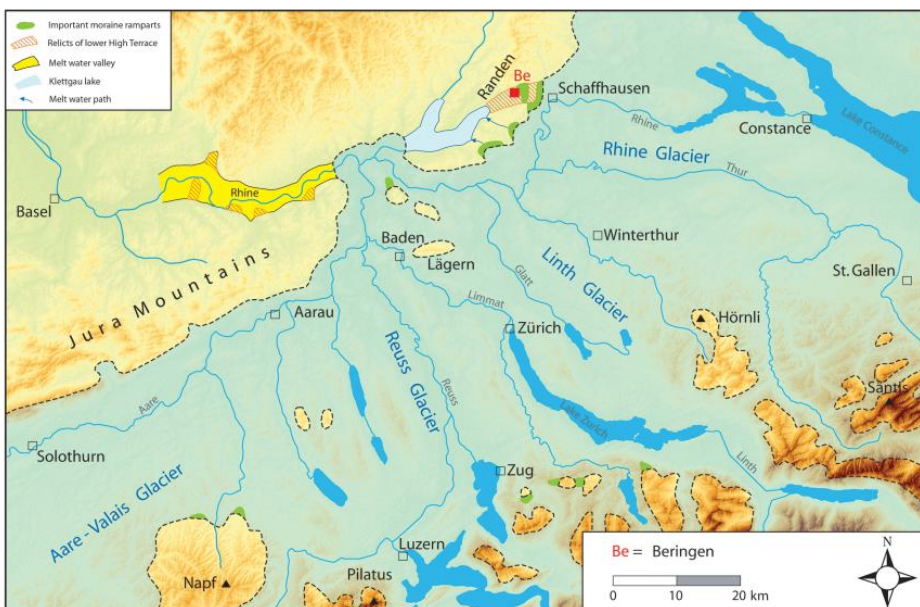 Important moraine ramparts
Relicts of lower High Terrace
Melt water valley
Klettgau lake
Melt water path
Randen
Be
Schaffhausen
Rhine
Constance
Lake Constance
Rhine Glacier
Thur
Rhine
Basel
Winterthur
Baden
Lägern
Glatt
Linth Glacier
St. Gallen
Jura Mountains
Limmat
Aarau
Zürich
Hörnli
Reuss Glacier
Reuss
Säntis
Aare
Lake Zürich
Solothurn
Zug
Linth
Aare-Valais Glacier
Luzern
Napf
Pilatus
Be = Beringen
N
0 10 20 km